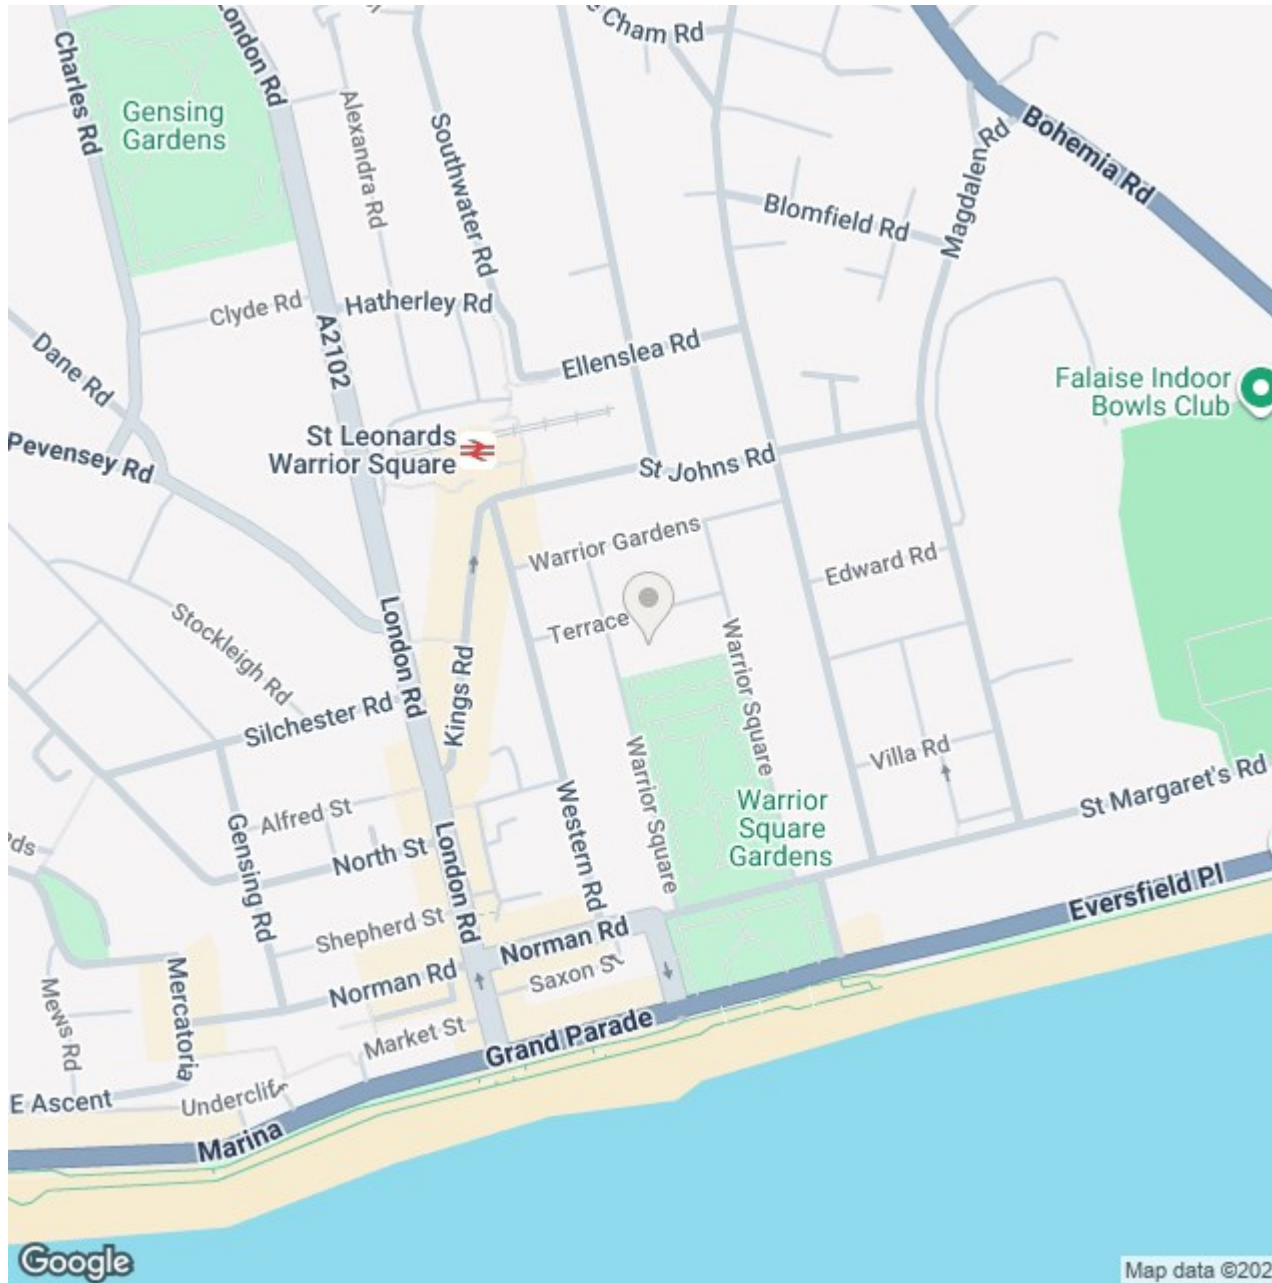 Cham Rd
London Rd
Charles Rd
Gensing
Gardens
Alexandra Rd
Southwater Rd
Bohemia Rd
Magdalen Rd
Blomfield Rd
Clyde Rd
Hatherley Rd
A2102
Dane Rd
Ellenslea Rd
Falaise Indoor
Bowls Club
St Leonards
Warrior Square
Pevensey Rd
St Johns Rd
Warrior Gardens
Edward Rd
Stockleigh Rd
London Rd
Terrace
Warrior Square
Kings Rd
Silchester Rd
Warrior Square
Villa Rd
St Margaret's Rd
Warrior
Square
Gardens
Alfred St
Gensing Rd
North St
London Rd
Western Rd
Eversfield Pl
Shepherd St
Norman Rd
Norman Rd
Saxon St
Mercatoria
Mews Rd
Market St
Grand Parade
E Ascent
Undercliff
Marina
Google
Map data ©202